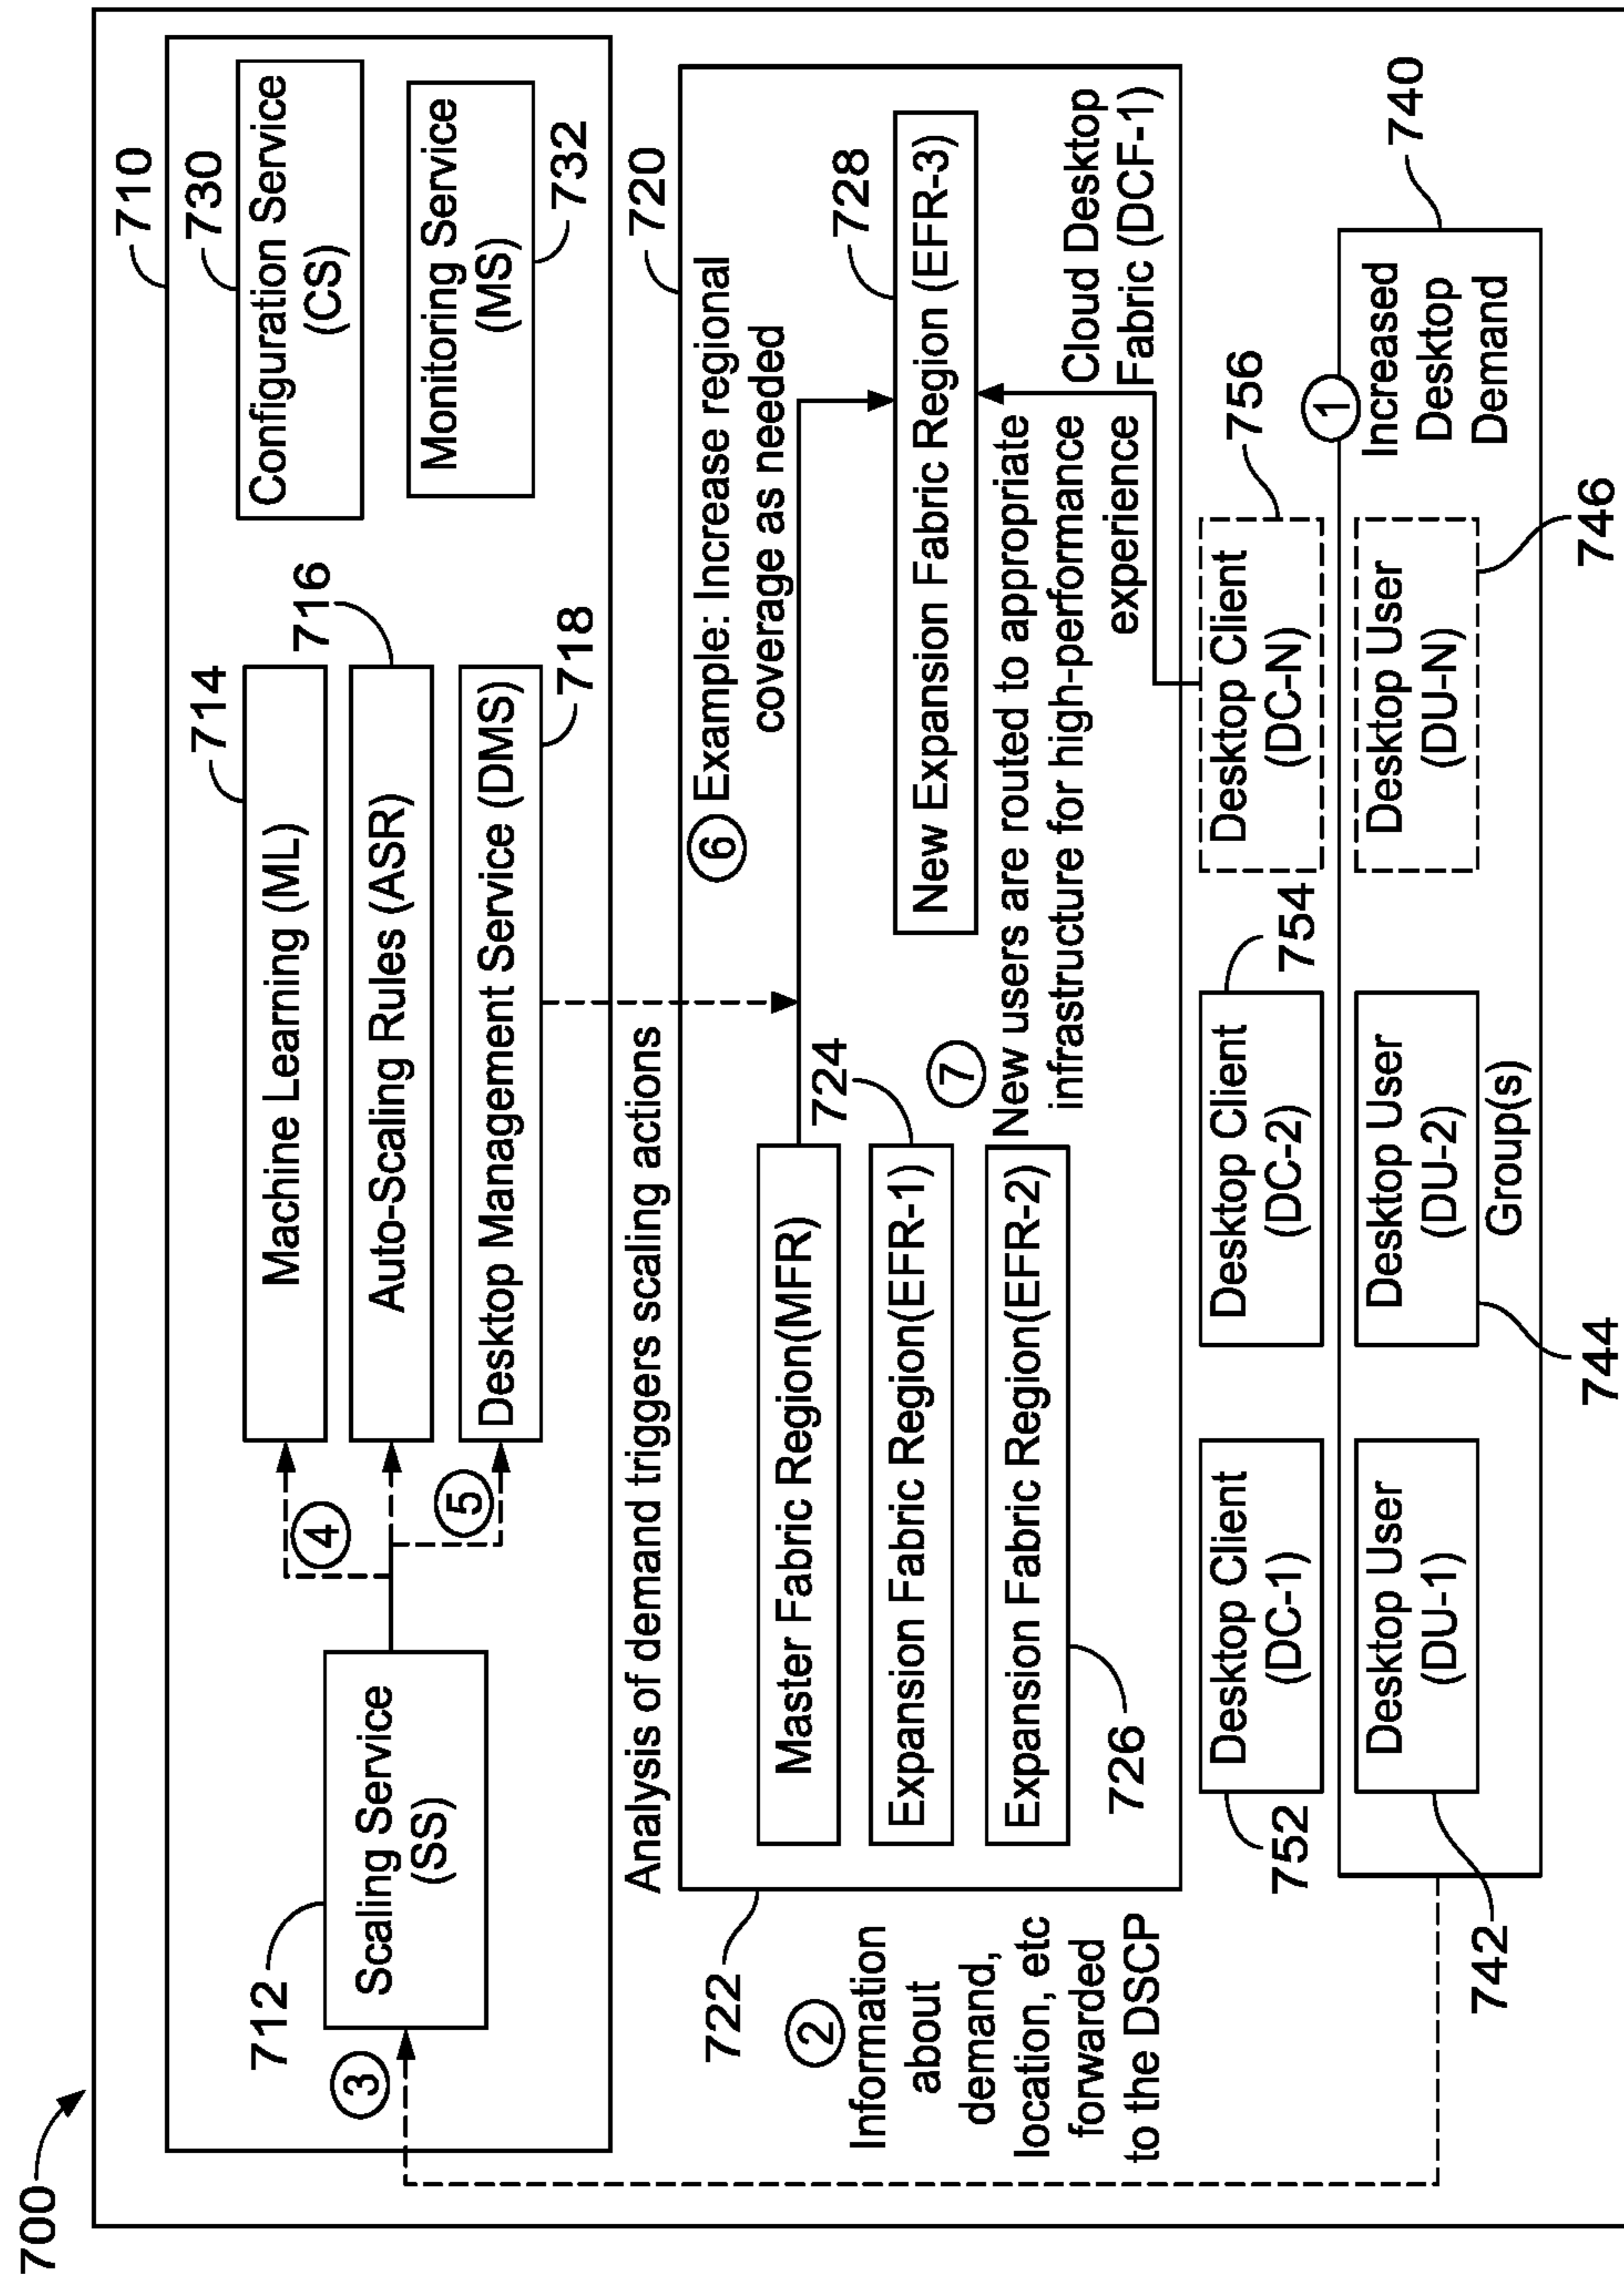 700
710
712
Scaling Service
(SS)
3
4
5
714
Machine Learning (ML)
716
Auto-Scaling Rules (ASR)
Desktop Management Service (DMS)
718
730
Configuration Service
(CS)
Monitoring Service
(MS)
732
Analysis of demand triggers scaling actions
720
722
6
Example: Increase regional
coverage as needed
Master Fabric Region(MFR)
724
Expansion Fabric Region(EFR-1)
Expansion Fabric Region(EFR-2)
726
728
New Expansion Fabric Region (EFR-3)
7
New users are routed to appropriate
infrastructure for high-performance
experience
Cloud Desktop
Fabric (DCF-1)
2
Information
about
demand,
location, etc
forwarded
to the DSCP
752
Desktop Client
(DC-1)
754
Desktop Client
(DC-2)
756
Desktop Client
(DC-N)
740
1
Increased
Desktop
Demand
Desktop User
(DU-1)
742
Desktop User
(DU-2)
744
Group(s)
Desktop User
(DU-N)
746